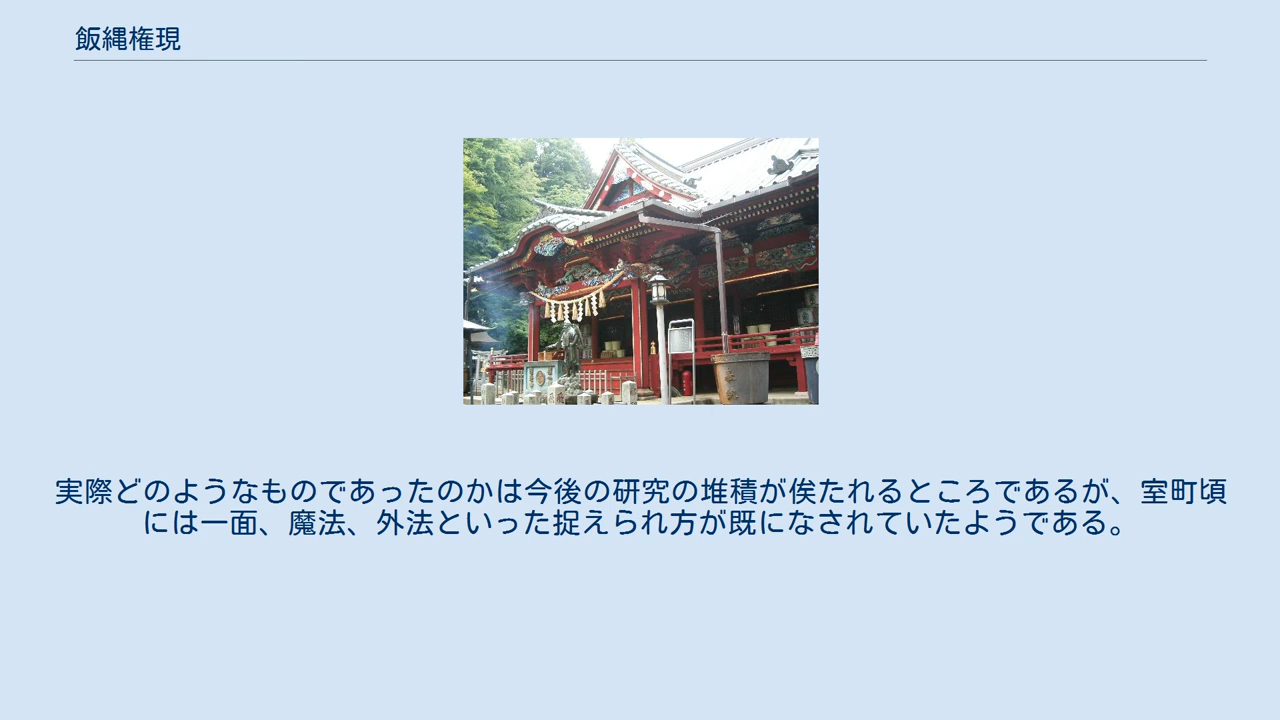 飯縄権現
実際どのようなものであったのかは今後の研究の堆積が俟たれるところであるが、室町頃
には一面、魔法、外法といった捉えられ方が既になされていたようである。